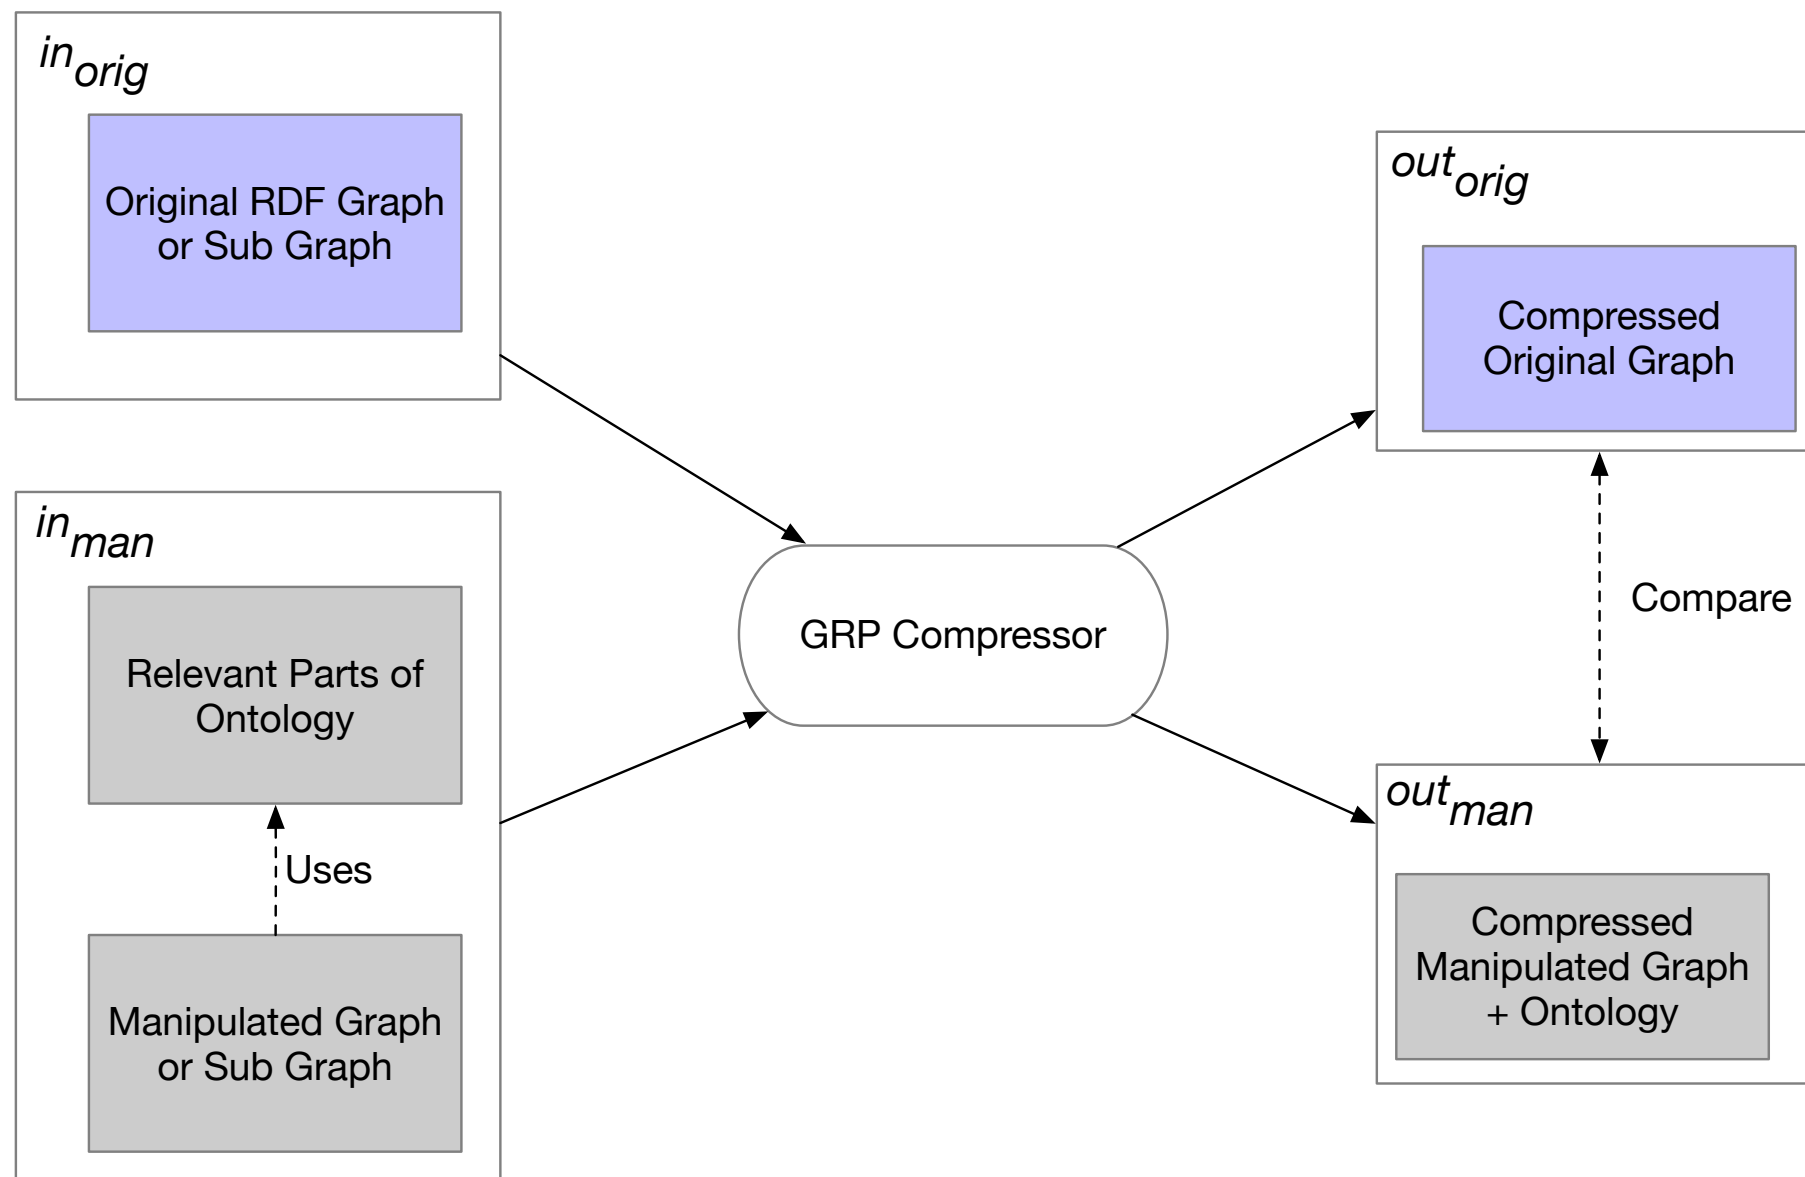 in_orig
Original RDF Graph
or Sub Graph
in_man
Relevant Parts of
Ontology
Uses
Manipulated Graph
or Sub Graph
GRP Compressor
out_orig
Compressed
Original Graph
Compare
out_man
Compressed
Manipulated Graph
+ Ontology